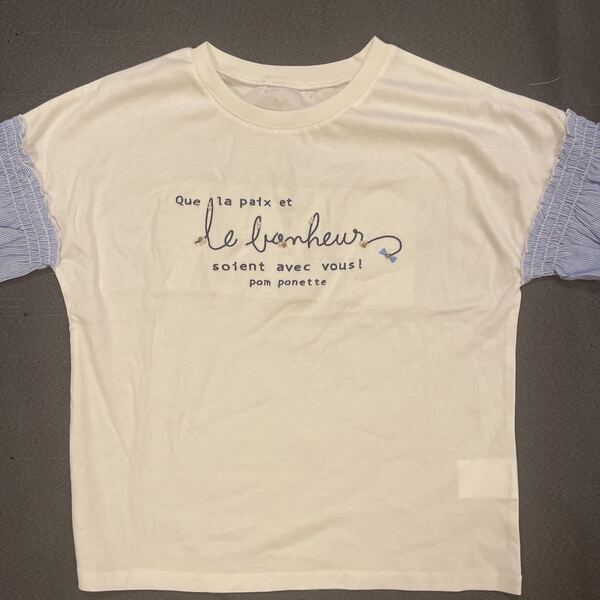 Que la paix et
le bonheur
soient avec vous!
pom ponette